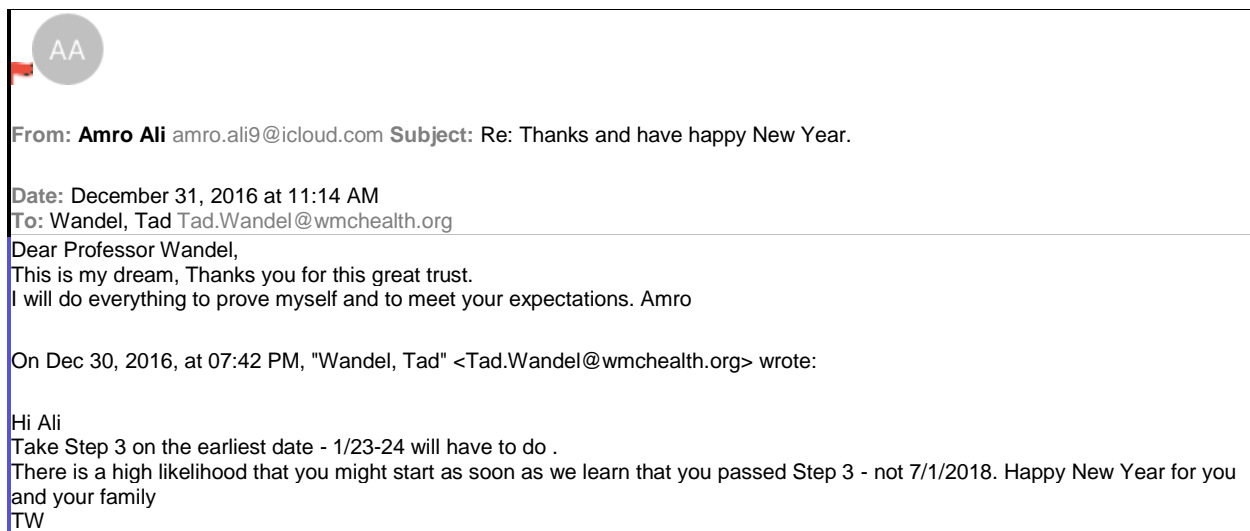 AA
From: Amro Ali amro.ali9@icloud.com Subject: Re: Thanks and have happy New Year.
Date: December 31, 2016 at 11:14 AM
To: Wandel, Tad Tad.Wandel@wmchealth.org
Dear Professor Wandel,
This is my dream, Thanks you for this great trust.
I will do everything to prove myself and to meet your expectations. Amro
On Dec 30, 2016, at 07:42 PM, "Wandel, Tad" <Tad.Wandel@wmchealth.org> wrote:
Hi Ali
Take Step 3 on the earliest date - 1/23-24 will have to do .
There is a high likelihood that you might start as soon as we learn that you passed Step 3 - not 7/1/2018. Happy New Year for you
and your family
TW